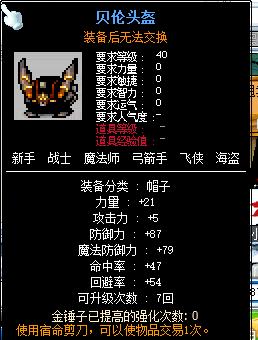 贝伦头盔
装备后无法交换
要求等级： 40
要求力量： 0
要求敏捷： 0
要求智力： 0
要求运气： 0
要求人气度： -
道具等级： -
道具经验值： -
新手 战士 魔法师 弓箭手 飞侠 海盗
装备分类 : 帽子
力量 : +21
攻击力 : +5
防御力 : +87
魔法防御力 : +79
命中率 : +47
回避率 : +54
可升级次数 : 7回
金锤子已提高的强化次数: 0
使用宿命剪刀，可以使物品交易1次。